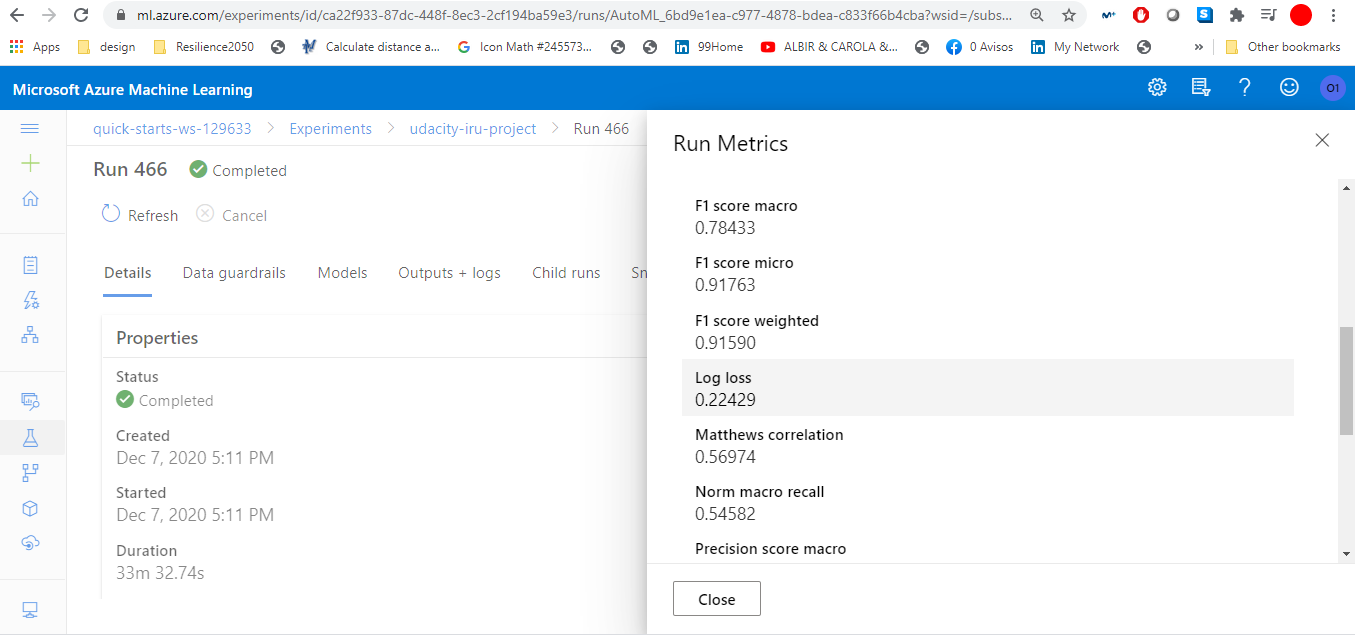 ml.azure.com/experiments/id/ca22f933-87dc-448f-8ec3-2cf194ba59e3/runs/AutoML_6bd9e1ea-c977-4878-bdea-c833f66b4cba?wsid=/subs...
Apps design Resilience2050 Calculate distance a... Icon Math #245573... 99Home ALBIR & CAROLA &... 0 Avisos My Network » Other bookmarks
Microsoft Azure Machine Learning O1
quick-starts-ws-129633 > Experiments > udacity-iru-project > Run 466
Run 466 Completed
Refresh Cancel
Details Data guardrails Models Outputs + logs Child runs Sn
Properties
Status
Completed
Created
Dec 7, 2020 5:11 PM
Started
Dec 7, 2020 5:11 PM
Duration
33m 32.74s
Run Metrics
F1 score macro
0.78433
F1 score micro
0.91763
F1 score weighted
0.91590
Log loss
0.22429
Matthews correlation
0.56974
Norm macro recall
0.54582
Precision score macro
Close